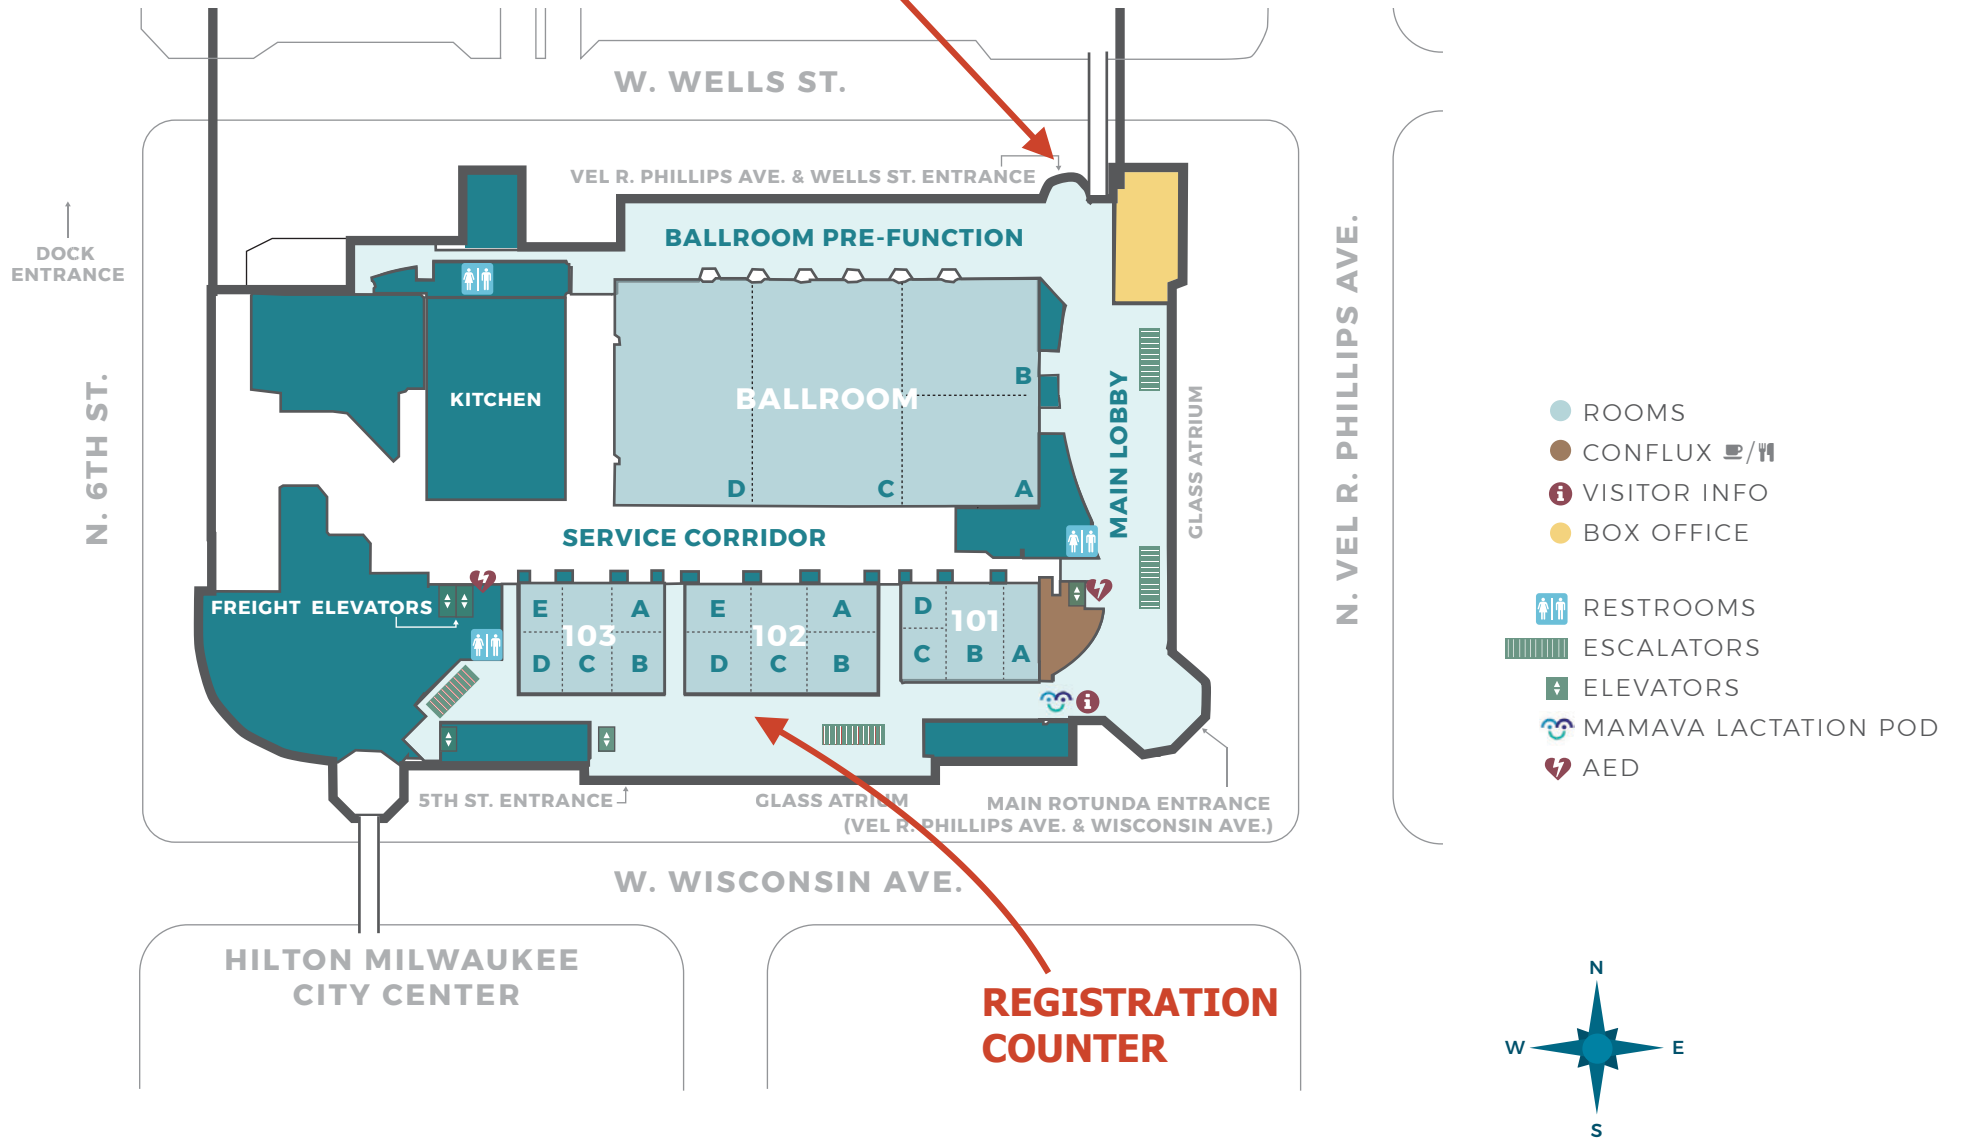 W. WELLS ST.
VEL R. PHILLIPS AVE. & WELLS ST. ENTRANCE
DOCK
ENTRANCE
BALLROOM PRE-FUNCTION
N. 6TH ST.
KITCHEN
BALLROOM
B
D
C
A
MAIN LOBBY
GLASS ATRIUM
N. VEL R. PHILLIPS AVE.
SERVICE CORRIDOR
FREIGHT ELEVATORS
E
A
103
D
C
B
E
A
102
D
C
B
D
101
C
B
A
5TH ST. ENTRANCE
GLASS ATRIUM
MAIN ROTUNDA ENTRANCE
(VEL R. PHILLIPS AVE. & WISCONSIN AVE.)
W. WISCONSIN AVE.
HILTON MILWAUKEE
CITY CENTER
REGISTRATION
COUNTER
ROOMS
CONFLUX /
VISITOR INFO
BOX OFFICE
RESTROOMS
ESCALATORS
ELEVATORS
MAMAVA LACTATION POD
AED
N
W
E
S